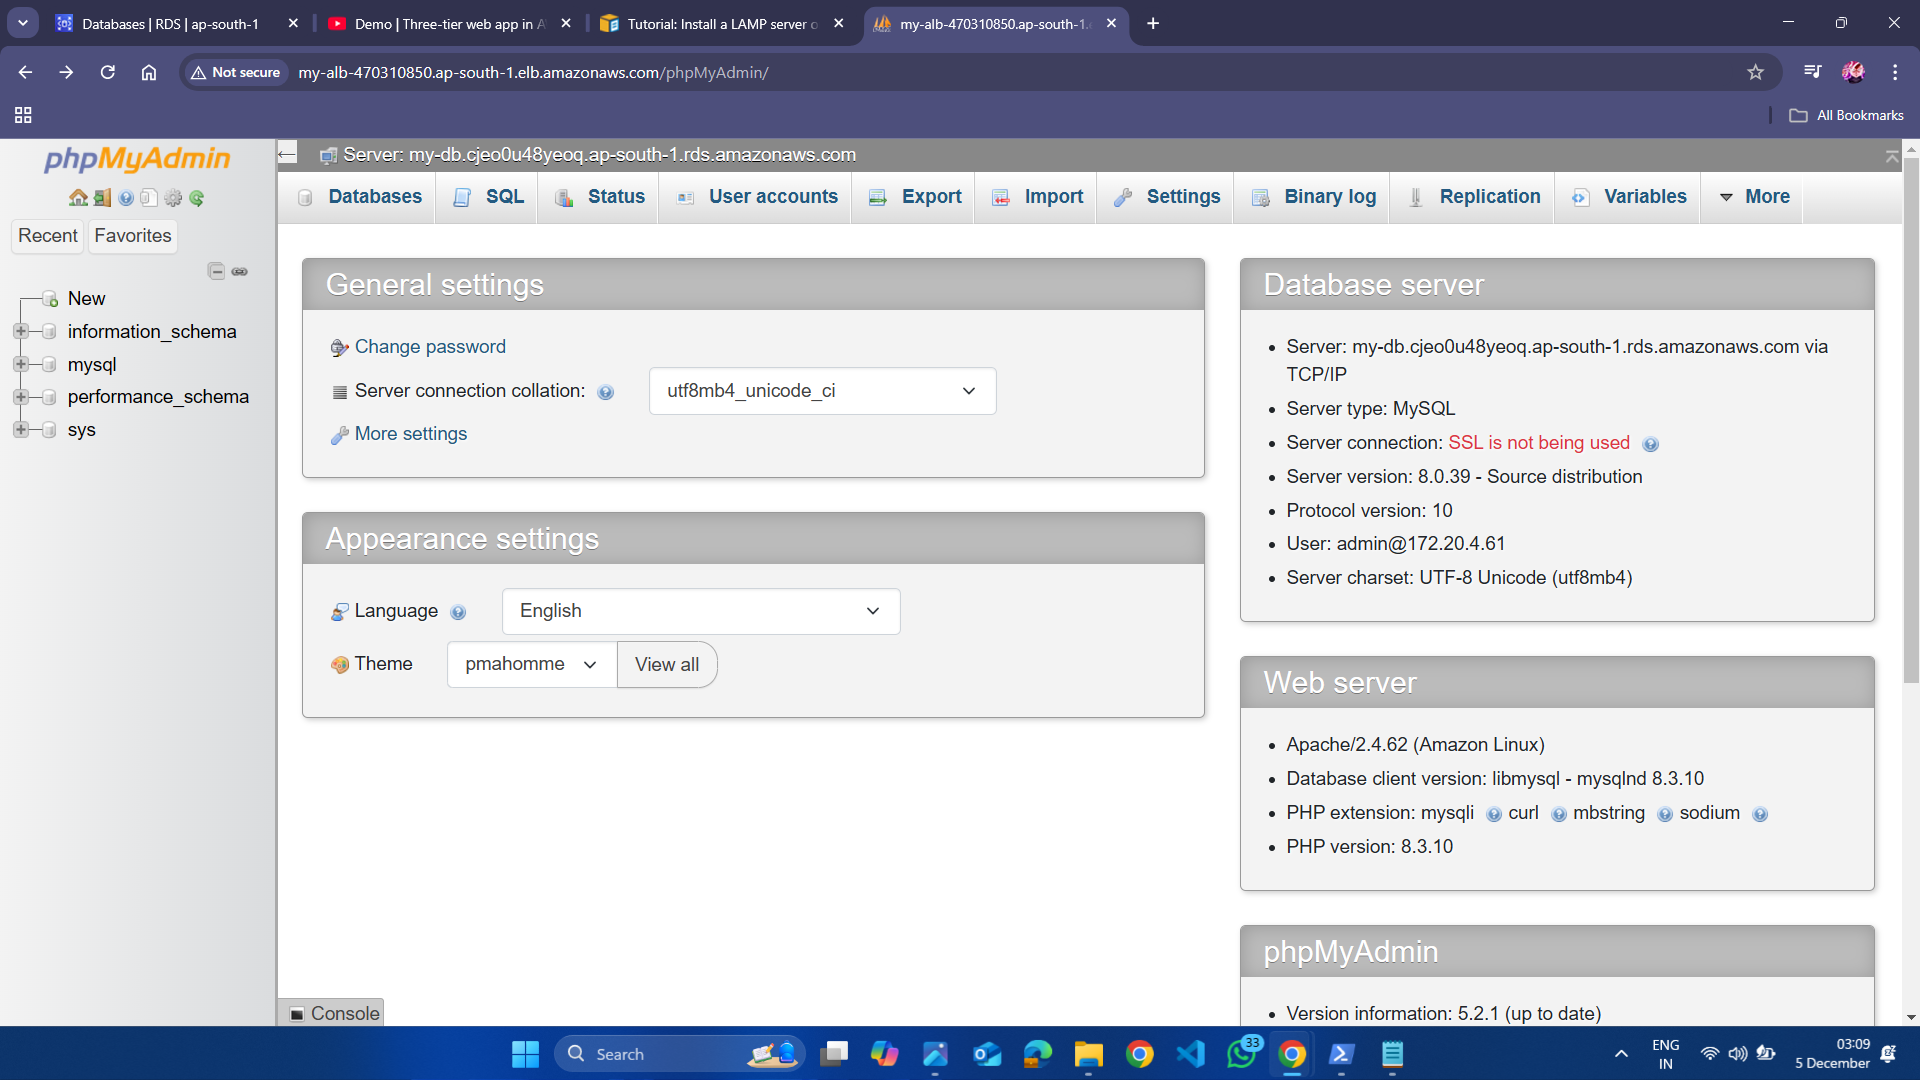 Databases | RDS | ap-south-1
Demo | Three-tier web app in A
Tutorial: Install a LAMP server o
my-alb-470310850.ap-south-1.
Not secure
my-alb-470310850.ap-south-1.elb.amazonaws.com/phpMyAdmin/
All Bookmarks
phpMyAdmin
Recent
Favorites
New
information_schema
mysql
performance_schema
sys
Server: my-db.cjeo0u48yeoq.ap-south-1.rds.amazonaws.com
Databases
SQL
Status
User accounts
Export
Import
Settings
Binary log
Replication
Variables
More
General settings
Change password
Server connection collation:
utf8mb4_unicode_ci
More settings
Appearance settings
Language
English
Theme
pmahomme
View all
Database server
Server: my-db.cjeo0u48yeoq.ap-south-1.rds.amazonaws.com via
TCP/IP
Server type: MySQL
Server connection: SSL is not being used
Server version: 8.0.39 - Source distribution
Protocol version: 10
User: admin@172.20.4.61
Server charset: UTF-8 Unicode (utf8mb4)
Web server
Apache/2.4.62 (Amazon Linux)
Database client version: libmysql - mysqlnd 8.3.10
PHP extension: mysqli curl mbstring sodium
PHP version: 8.3.10
phpMyAdmin
Version information: 5.2.1 (up to date)
Console
Search
33
ENG
IN
03:09
5 December